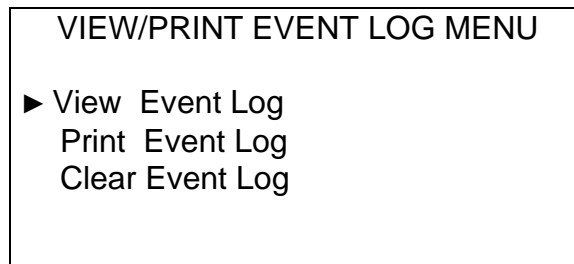 VIEW/PRINT EVENT LOG MENU
► View Event Log
Print Event Log
Clear Event Log